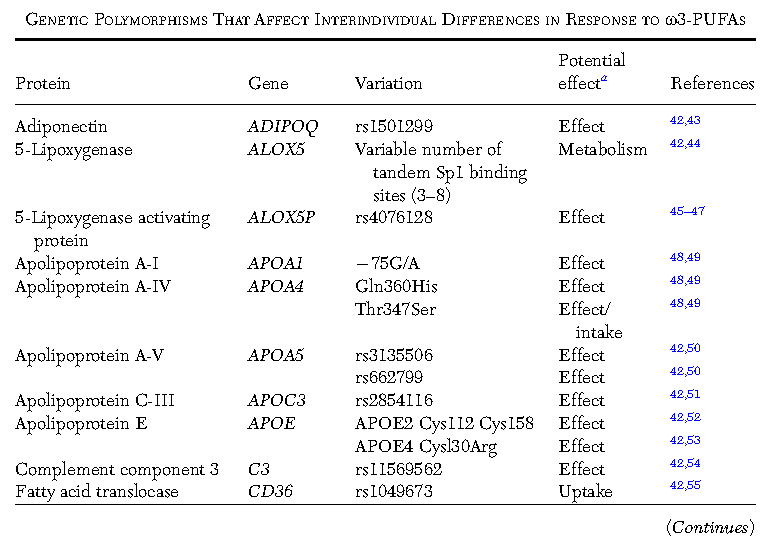 GENETIC POLYMORPHISMS THAT AFFECT INTERINDIVIDUAL DIFFERENCES IN RESPONSE TO ω3-PUFAs
Protein Gene Variation Potential effecta References
Adiponectin ADIPOQ rs1501299 Effect 42,43
5-Lipoxygenase ALOX5 Variable number of Metabolism 42,44
tandem Sp1 binding
sites (3–8)
5-Lipoxygenase activating ALOX5P rs4076128 Effect 45–47
protein
Apolipoprotein A-I APOA1 −75G/A Effect 48,49
Apolipoprotein A-IV APOA4 Gln360His Effect 48,49
Thr347Ser Effect/ 48,49
intake
Apolipoprotein A-V APOA5 rs3135506 Effect 42,50
rs662799 Effect 42,50
Apolipoprotein C-III APOC3 rs2854116 Effect 42,51
Apolipoprotein E APOE APOE2 Cys112 Cys158 Effect 42,52
APOE4 Cysl30Arg Effect 42,53
Complement component 3 C3 rs11569562 Effect 42,54
Fatty acid translocase CD36 rs1049673 Uptake 42,55
(Continues)